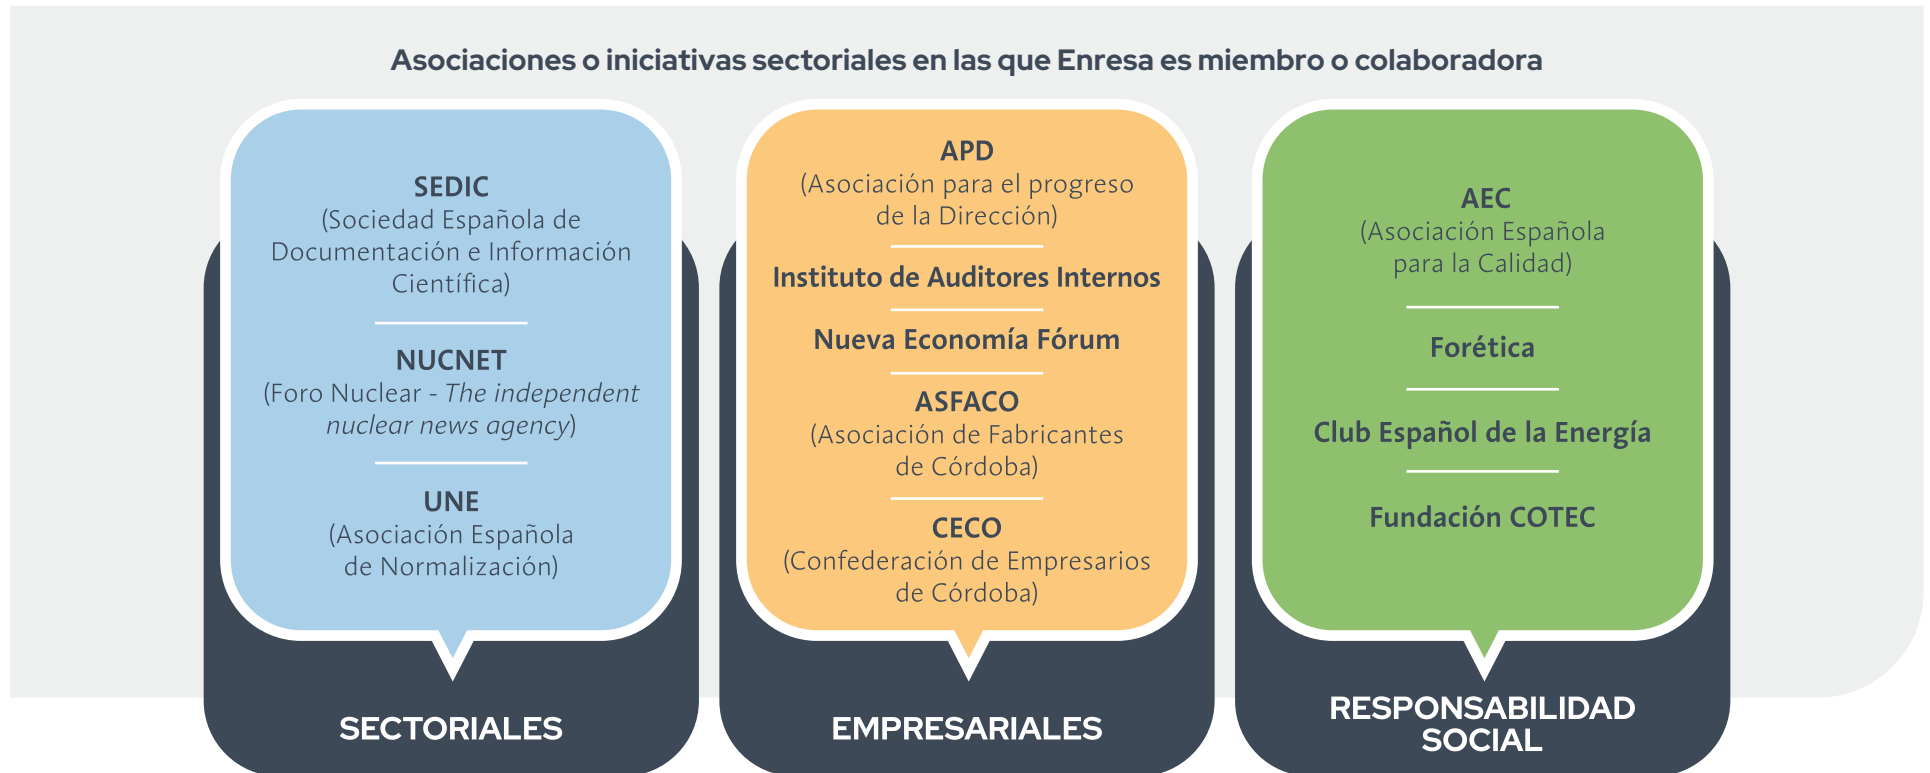 Asociaciones o iniciativas sectoriales en las que Enresa es miembro o colaboradora
SEDIC
(Sociedad Española de
Documentación e Información
Científica)
NUCNET
(Foro Nuclear - The independent
nuclear news agency)
UNE
(Asociación Española
de Normalización)
SECTORIALES
APD
(Asociación para el progreso
de la Dirección)
Instituto de Auditores Internos
Nueva Economía Fórum
ASFACO
(Asociación de Fabricantes
de Córdoba)
CECO
(Confederación de Empresarios
de Córdoba)
EMPRESARIALES
AEC
(Asociación Española
para la Calidad)
Forética
Club Español de la Energía
Fundación COTEC
RESPONSABILIDAD
SOCIAL